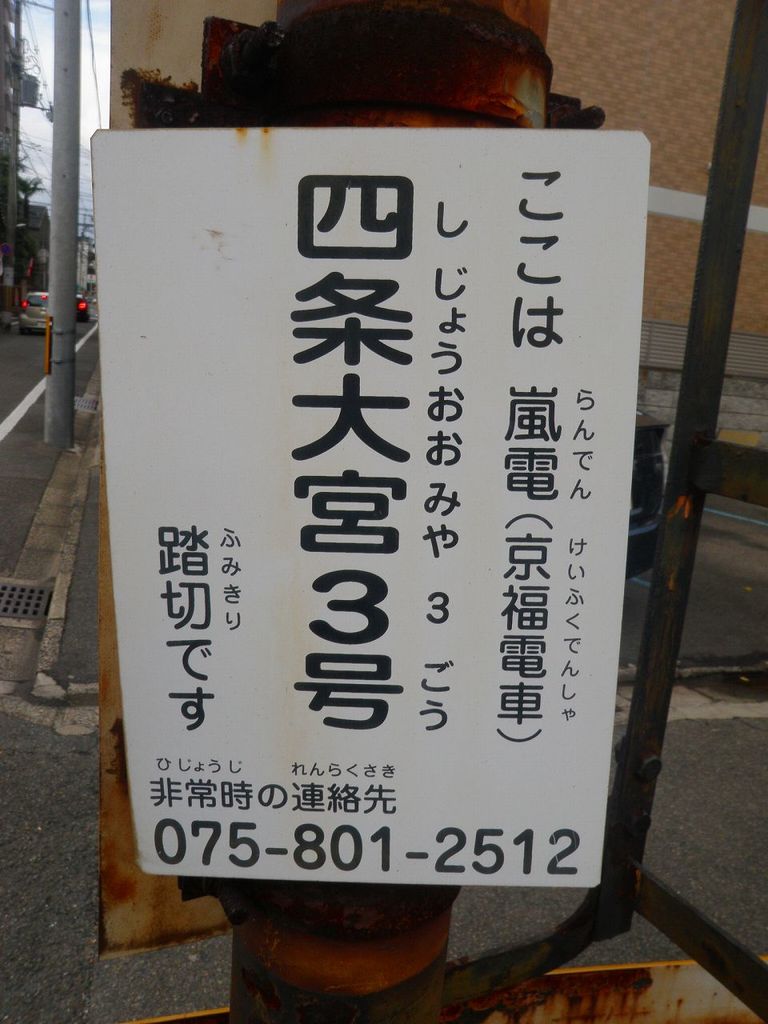 ここは 嵐電(京福電車)
らんでん けいふくでんしゃ
四条大宮3号
しじょうおおみや 3 ごう
踏切です
ふみきり
非常時の連絡先
ひじょうじ れんらくさき
075-801-2512